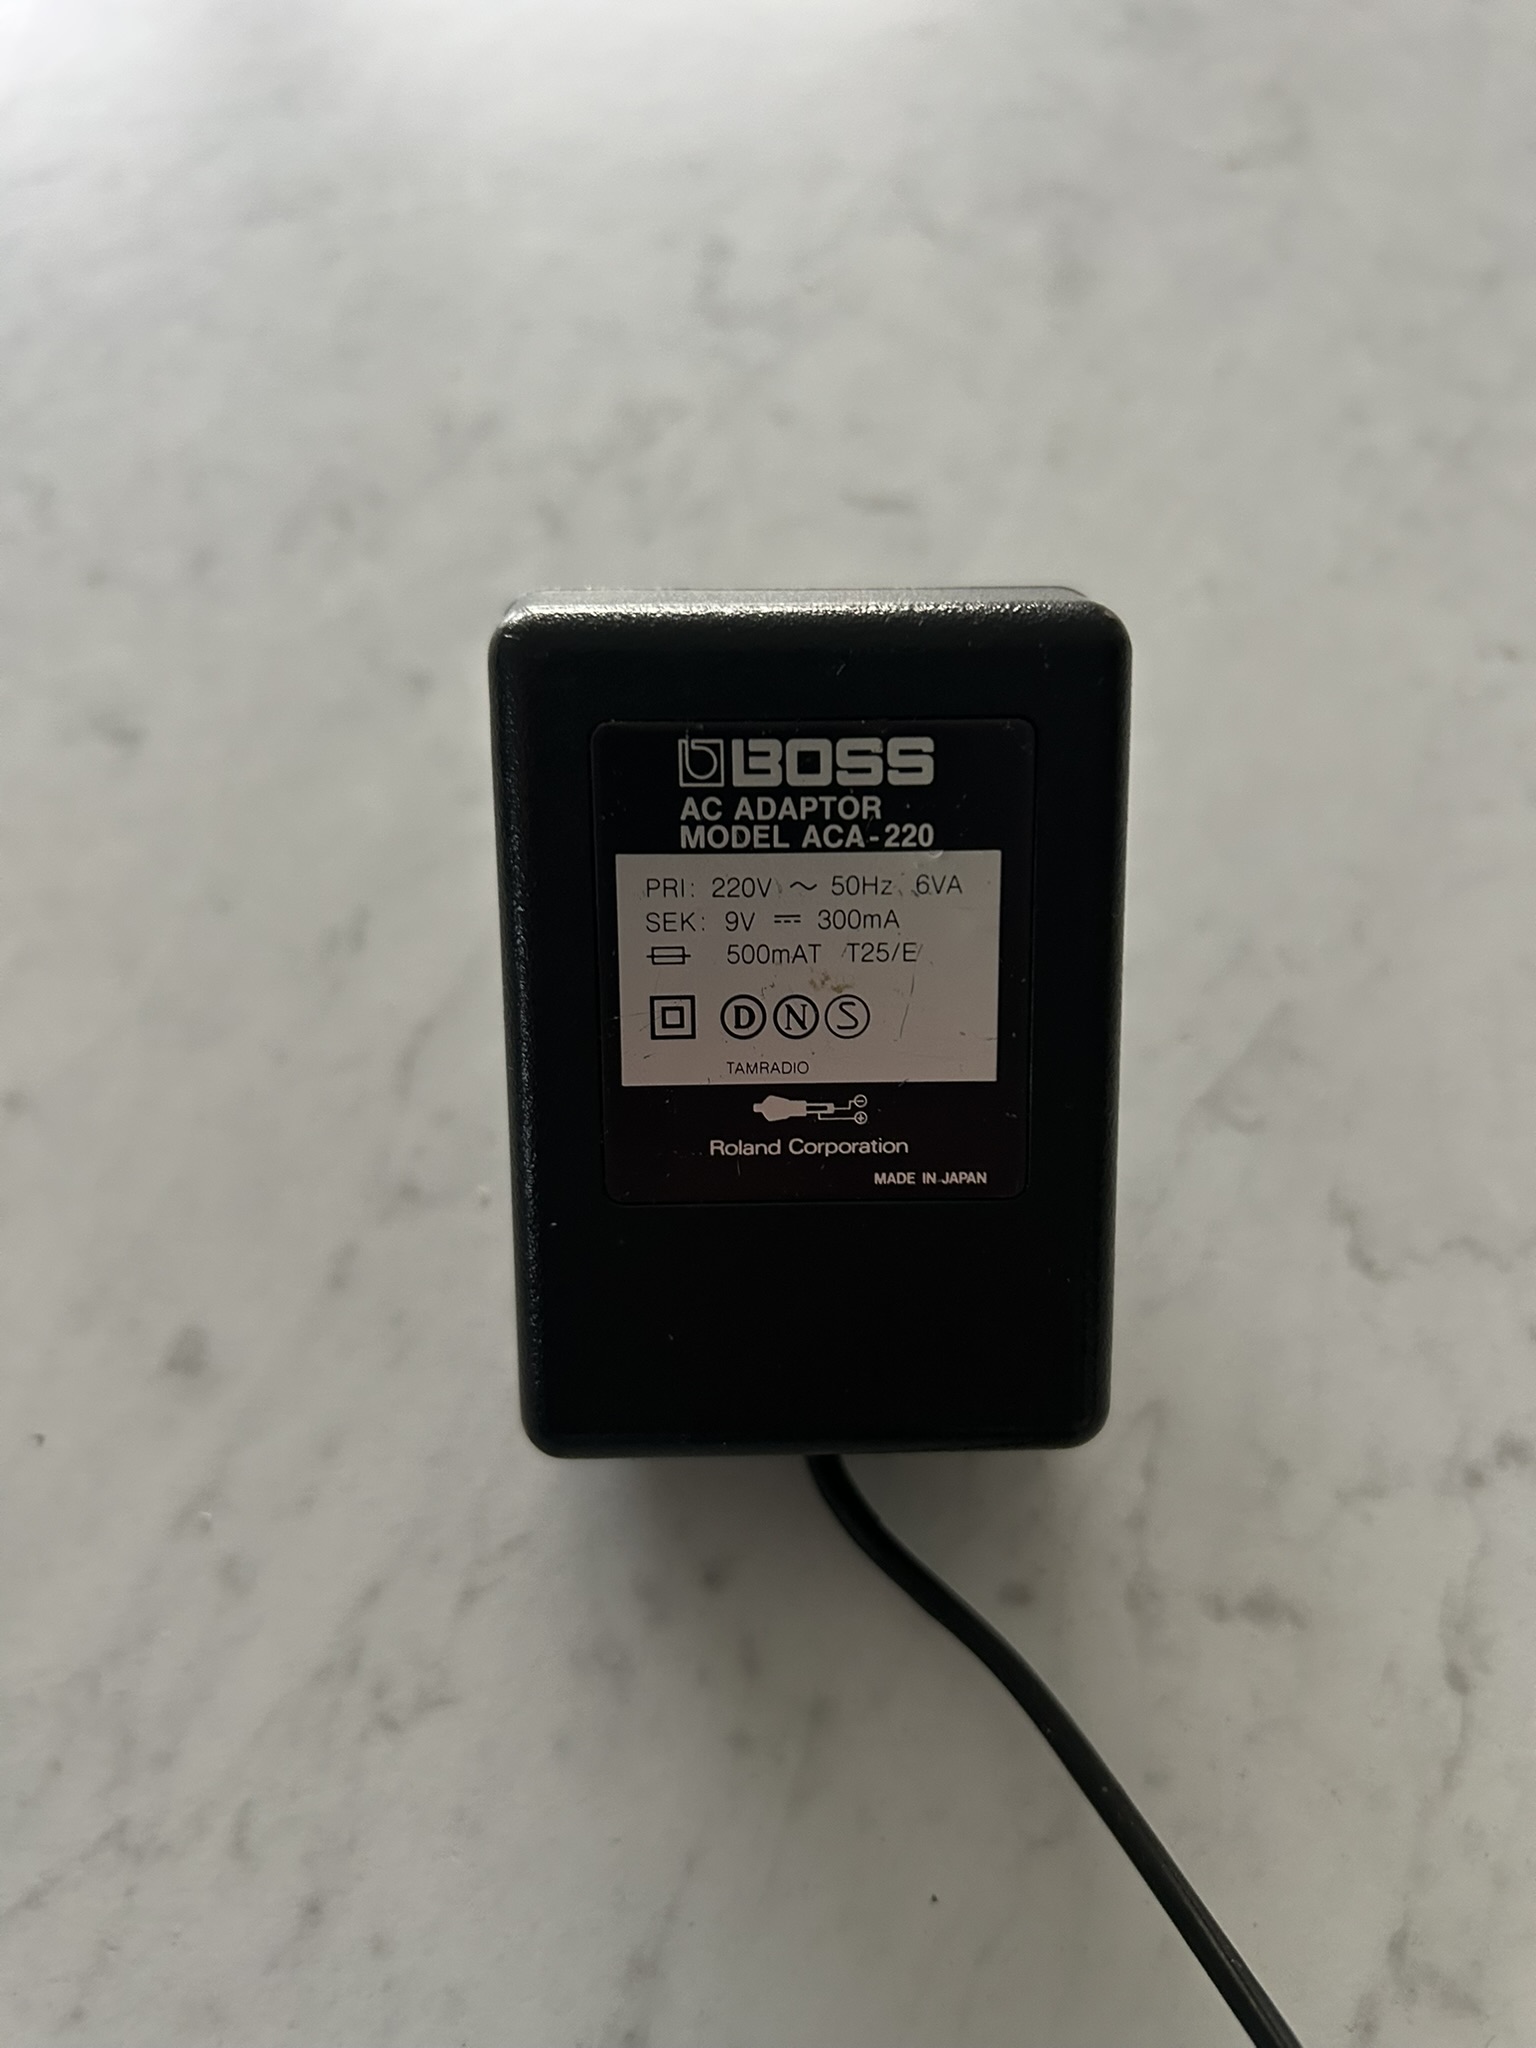 BOSS
AC ADAPTOR
MODEL ACA-220
PRI: 220V ~ 50Hz 6VA
SEK: 9V ⎓ 300mA
500mAT T25/E
D N S
TAMRADIO
Roland Corporation
MADE IN JAPAN